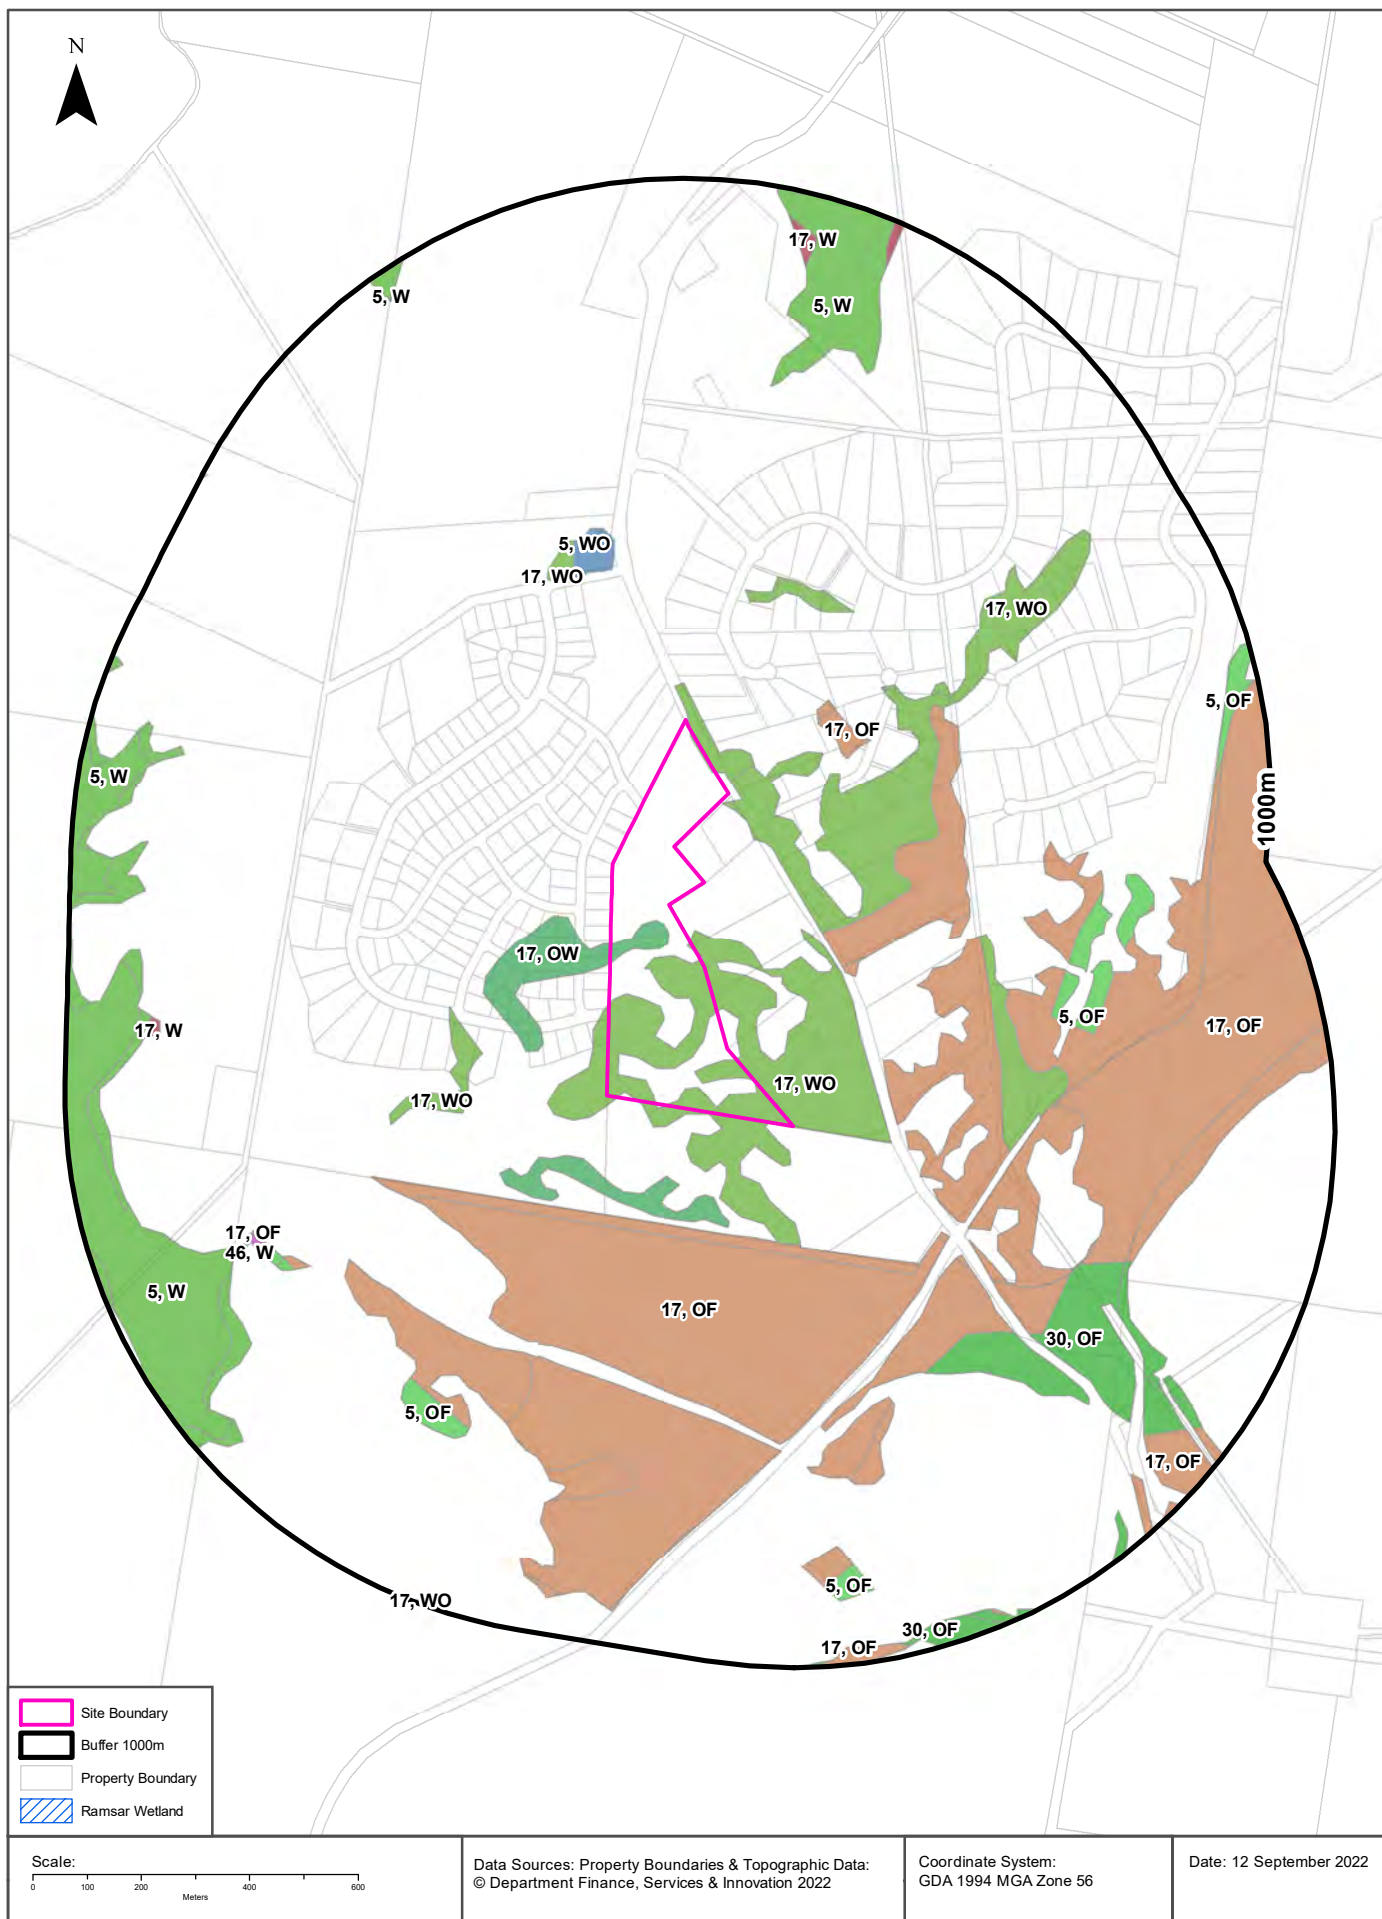 N
17, W
5, W
5, W
5, WO
17, WO
17, WO
5, OF
17, OF
5, W
1000m
17, OW
17, W
5, OF
17, OF
17, WO
17, WO
17, OF
46, W
5, W
17, OF
30, OF
5, OF
17, OF
5, OF
17, WO
30, OF
17, OF
Site Boundary
Buffer 1000m
Property Boundary
Ramsar Wetland
Scale:
0 100 200 400 600
Meters
Data Sources: Property Boundaries & Topographic Data:
© Department Finance, Services & Innovation 2022
Coordinate System:
GDA 1994 MGA Zone 56
Date: 12 September 2022